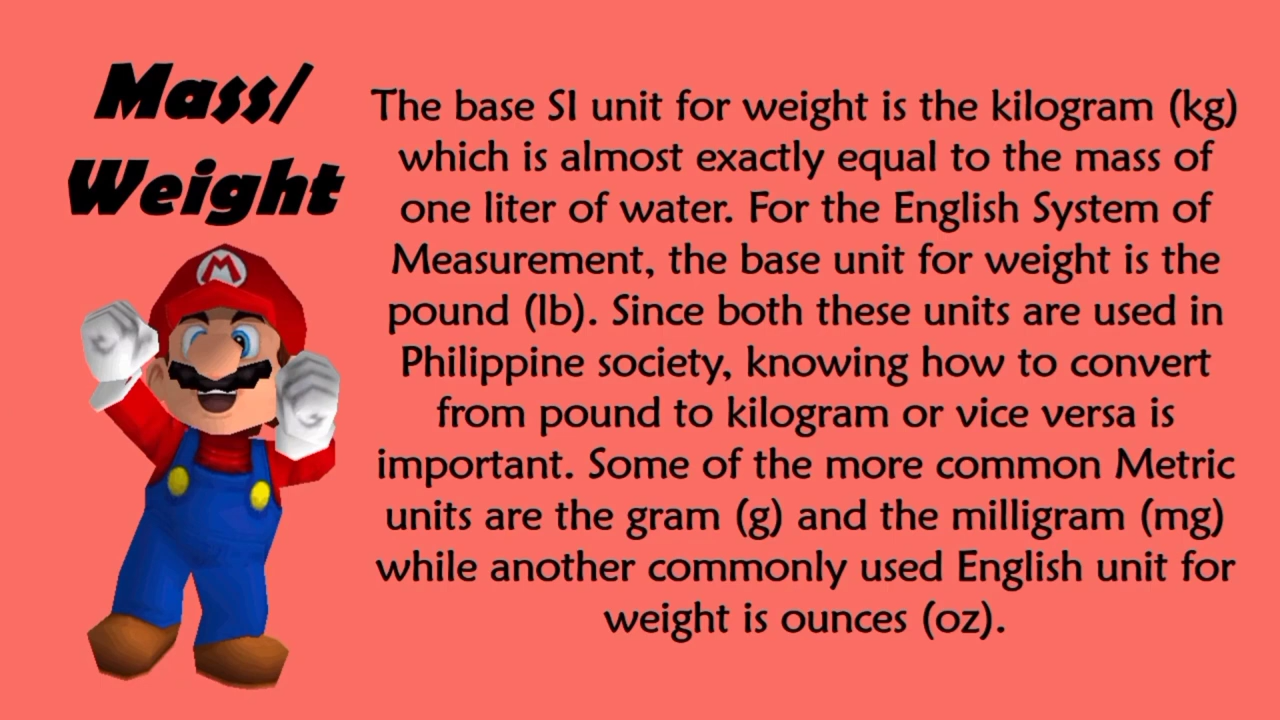 Mass/
Weight
M
The base SI unit for weight is the kilogram (kg)
which is almost exactly equal to the mass of
one liter of water. For the English System of
Measurement, the base unit for weight is the
pound (lb). Since both these units are used in
Philippine society, knowing how to convert
from pound to kilogram or vice versa is
important. Some of the more common Metric
units are the gram (g) and the milligram (mg)
while another commonly used English unit for
weight is ounces (oz).